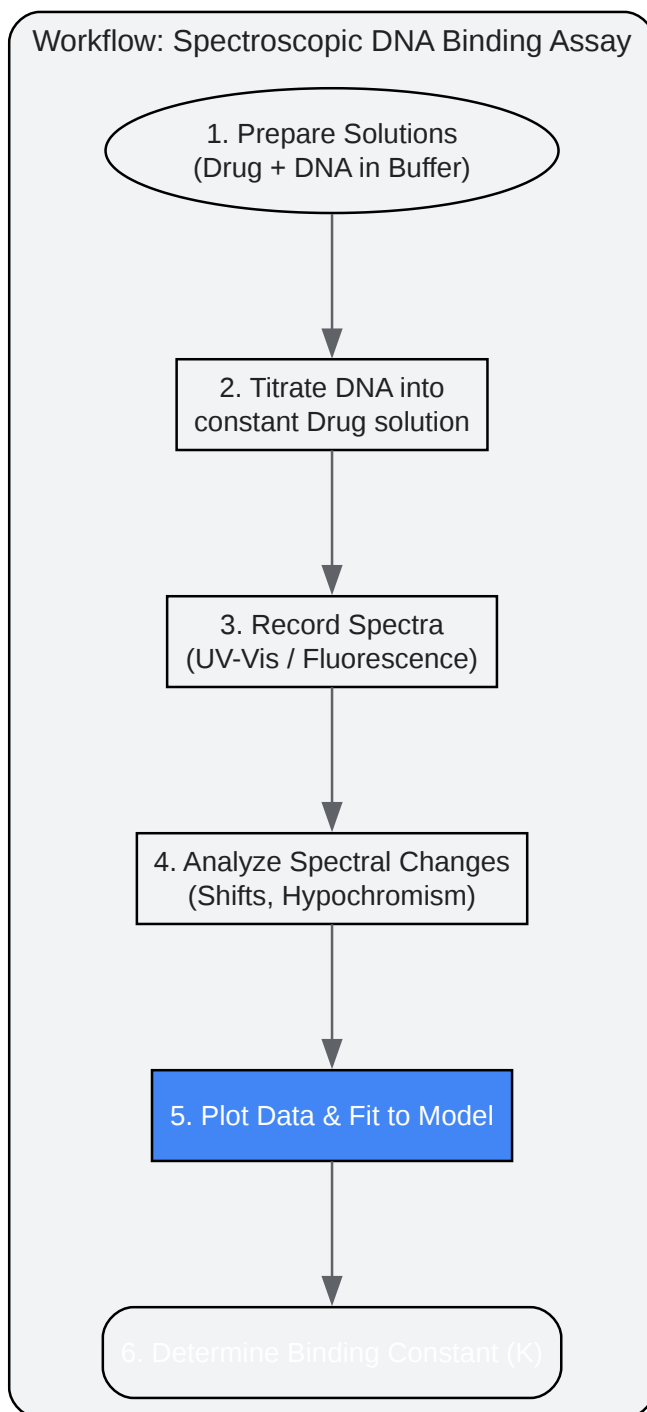 Workflow: Spectroscopic DNA Binding Assay
1. Prepare Solutions
(Drug + DNA in Buffer)
2. Titrate DNA into
constant Drug solution
3. Record Spectra
(UV-Vis / Fluorescence)
4. Analyze Spectral Changes
(Shifts, Hypochromism)
5. Plot Data & Fit to Model
6. Determine Binding Constant (K)